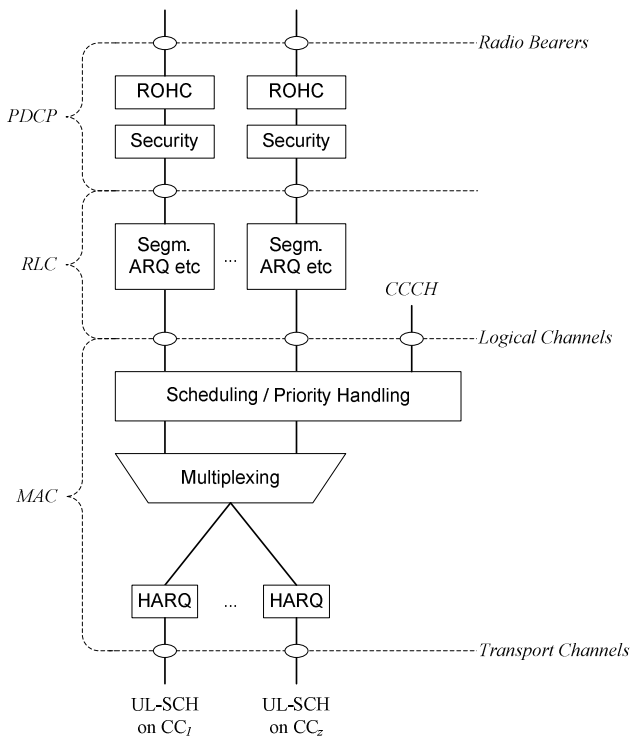 Radio Bearers
ROHC
ROHC
PDCP
Security
Security
Segm.
ARQ etc
...
Segm.
ARQ etc
RLC
CCCH
Logical Channels
Scheduling / Priority Handling
Multiplexing
MAC
HARQ
...
HARQ
Transport Channels
UL-SCH
on CC1
UL-SCH
on CCz